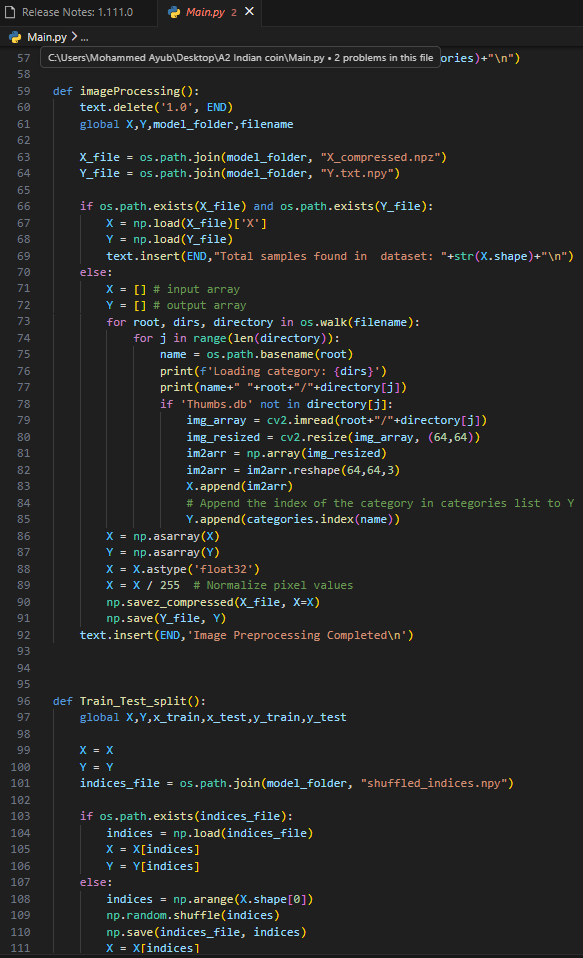 Release Notes: 1.111.0
Main.py 2 ×
Main.py > ...
57 ories)+"\n")
C:\Users\Mohammed Ayub\Desktop\A2 Indian coin\Main.py • 2 problems in this file
58
59 def imageProcessing():
60     text.delete('1.0', END)
61     global X,Y,model_folder,filename
62
63     X_file = os.path.join(model_folder, "X_compressed.npz")
64     Y_file = os.path.join(model_folder, "Y.txt.npy")
65
66     if os.path.exists(X_file) and os.path.exists(Y_file):
67         X = np.load(X_file)['X']
68         Y = np.load(Y_file)
69         text.insert(END,"Total samples found in  dataset: "+str(X.shape)+"\n")
70     else:
71         X = [] # input array
72         Y = [] # output array
73         for root, dirs, directory in os.walk(filename):
74             for j in range(len(directory)):
75                 name = os.path.basename(root)
76                 print(f'Loading category: {dirs}')
77                 print(name+" "+root+"/"+directory[j])
78                 if 'Thumbs.db' not in directory[j]:
79                     img_array = cv2.imread(root+"/"+directory[j])
80                     img_resized = cv2.resize(img_array, (64,64))
81                     im2arr = np.array(img_resized)
82                     im2arr = im2arr.reshape(64,64,3)
83                     X.append(im2arr)
84                     # Append the index of the category in categories list to Y
85                     Y.append(categories.index(name))
86         X = np.asarray(X)
87         Y = np.asarray(Y)
88         X = X.astype('float32')
89         X = X / 255  # Normalize pixel values
90         np.savez_compressed(X_file, X=X)
91         np.save(Y_file, Y)
92     text.insert(END,'Image Preprocessing Completed\n')
93
94
95
96 def Train_Test_split():
97     global X,Y,x_train,x_test,y_train,y_test
98
99     X = X
100     Y = Y
101     indices_file = os.path.join(model_folder, "shuffled_indices.npy")
102
103     if os.path.exists(indices_file):
104         indices = np.load(indices_file)
105         X = X[indices]
106         Y = Y[indices]
107     else:
108         indices = np.arange(X.shape[0])
109         np.random.shuffle(indices)
110         np.save(indices_file, indices)
111         X = X[indices]